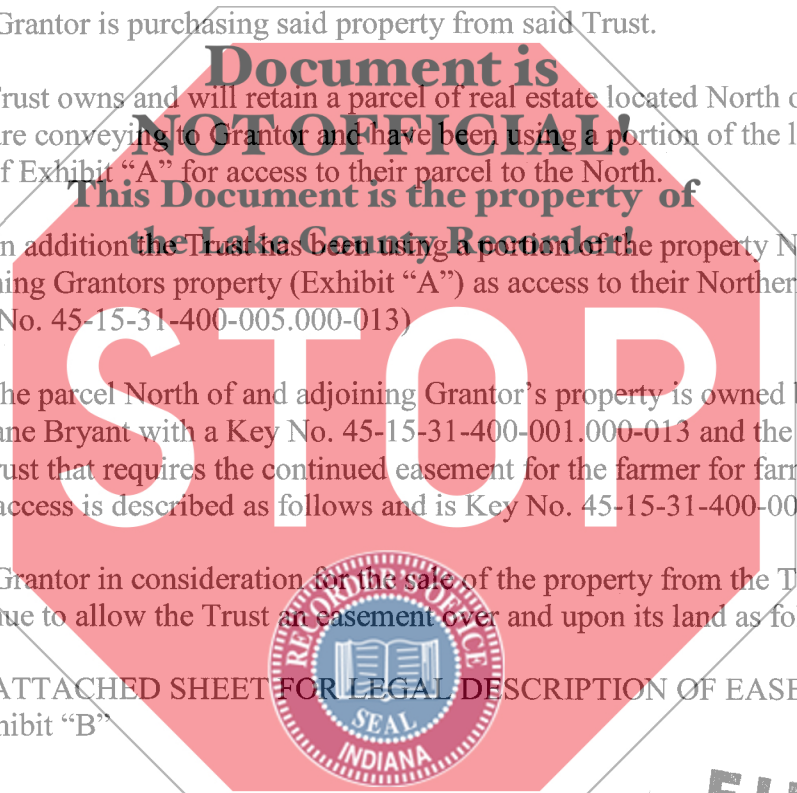 Grantor is purchasing said property from said Trust.
Document is
Trust owns and will retain a parcel of real estate located North o
are conveying to Grantor and have been using a portion of the l
NOT OFFICIAL!
f Exhibit “A” for access to their parcel to the North.
This Document is the property of
the Lake County Recorder!
n addition the Trust has been using a portion of the property N
ning Grantors property (Exhibit “A”) as access to their Norther
No. 45-15-31-400-005.000-013)
STOP
he parcel North of and adjoining Grantor’s property is owned b
ane Bryant with a Key No. 45-15-31-400-001.000-013 and the
rust that requires the continued easement for the farmer for farm
access is described as follows and is Key No. 45-15-31-400-00
Grantor in consideration for the sale of the property from the T
nue to allow the Trust an easement over and upon its land as fo
RECORDER'S OFFICE
ATTACHED SHEET FOR LEGAL DESCRIPTION OF EASE
hibit “B”
SEAL
INDIANA